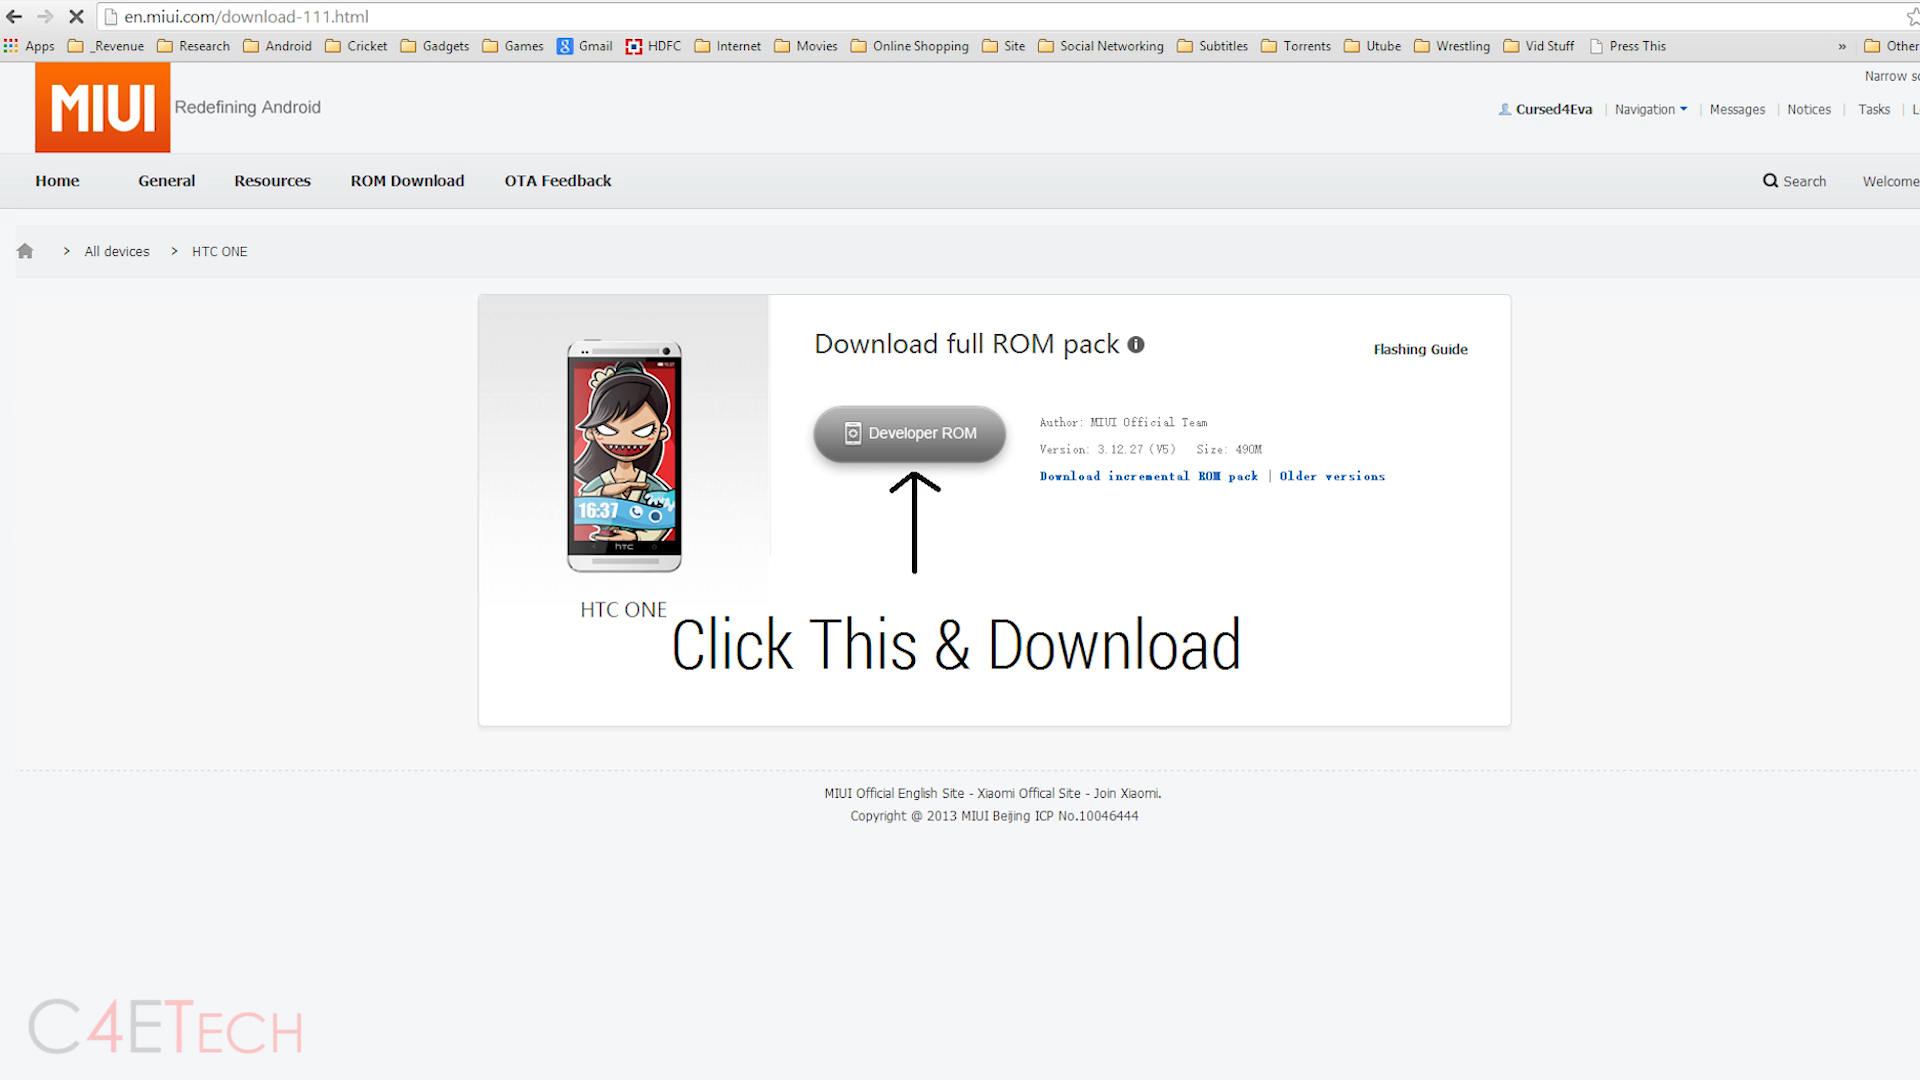 en.miui.com/download-111.html
Apps _Revenue Research Android Cricket Gadgets Games Gmail HDFC Internet Movies Online Shopping Site Social Networking Subtitles Torrents Utube Wrestling Vid Stuff Press This » Other
Narrow sc
MIUI Redefining Android
Cursed4Eva | Navigation | Messages | Notices | Tasks | L
Home General Resources ROM Download OTA Feedback Search Welcome
> All devices > HTC ONE
Download full ROM pack
Flashing Guide
Developer ROM
Author: MIUI Official Team
Version: 3.12.27 (V5) Size: 490M
Download incremental ROM pack | Older versions
16:37
hTC
HTC ONE
Click This & Download
MIUI Official English Site - Xiaomi Offical Site - Join Xiaomi.
Copyright @ 2013 MIUI Beijing ICP No.10046444
C4ETECH